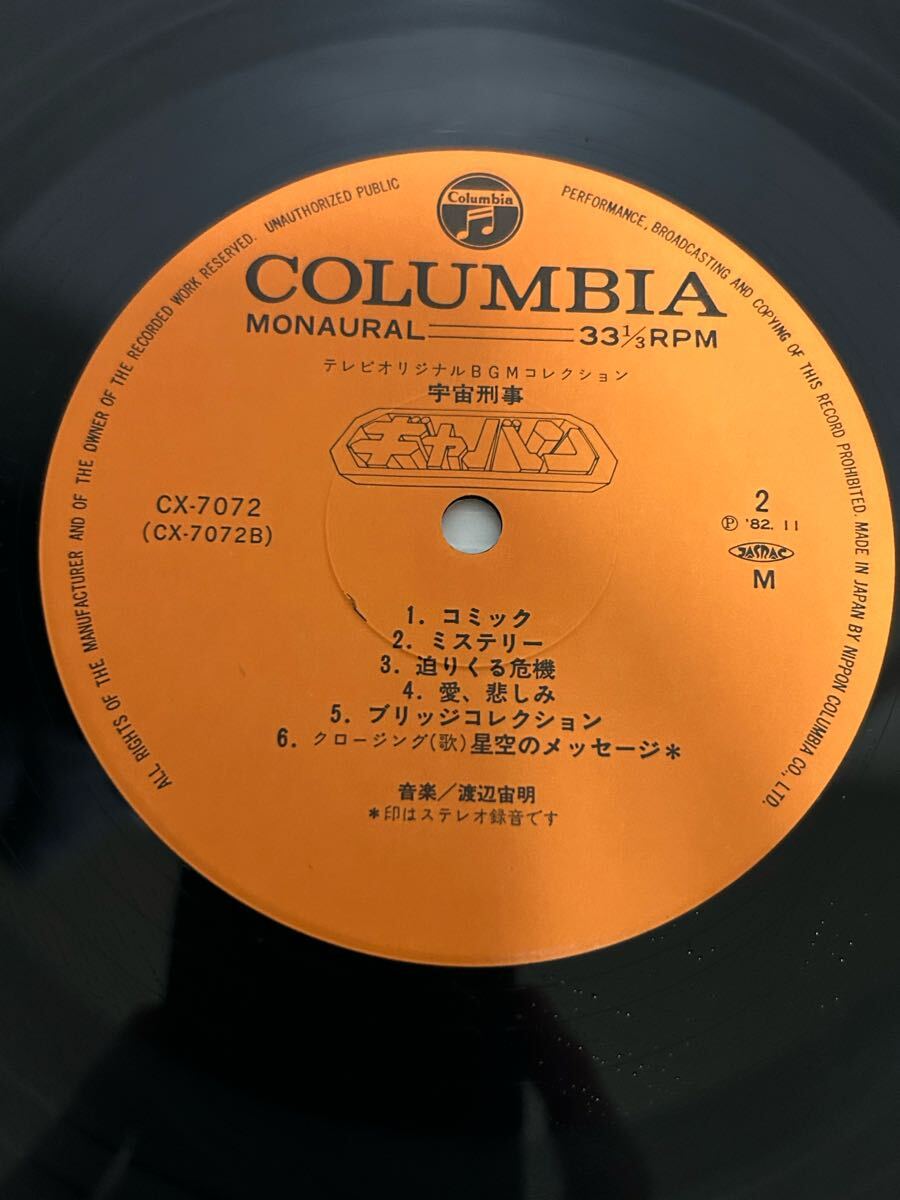 Columbia
COLUMBIA
MONAURAL 33 1/3 RPM
テレビオリジナルBGMコレクション
宇宙刑事
ギャバン
CX-7072
(CX-7072B)
2
Ⓟ '82. 11
JASRAC
M
1. コミック
2. ミステリー
3. 迫りくる危機
4. 愛、悲しみ
5. ブリッジコレクション
6. クロージング(歌)星空のメッセージ*
音楽/渡辺宙明
*印はステレオ録音です
ALL RIGHTS OF THE MANUFACTURER AND OF THE OWNER OF THE RECORDED WORK RESERVED. UNAUTHORIZED PUBLIC PERFORMANCE, BROADCASTING AND COPYING OF THIS RECORD PROHIBITED. MADE IN JAPAN BY NIPPON COLUMBIA CO., LTD.